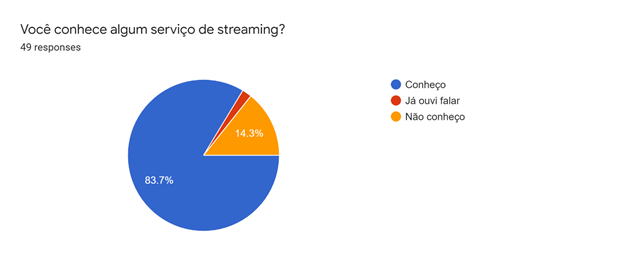 Você conhece algum serviço de streaming?
49 responses
Conheço
Já ouvi falar
Não conheço
14.3%
83.7%